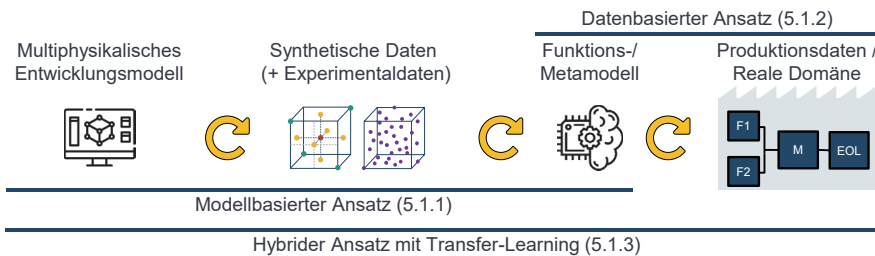 Datenbasierter Ansatz (5.1.2)
Multiphysikalisches
Entwicklungsmodell
Synthetische Daten
(+ Experimentaldaten)
Funktions-/
Metamodell
Produktionsdaten /
Reale Domäne
F1
F2
M
EOL
Modellbasierter Ansatz (5.1.1)
Hybrider Ansatz mit Transfer-Learning (5.1.3)